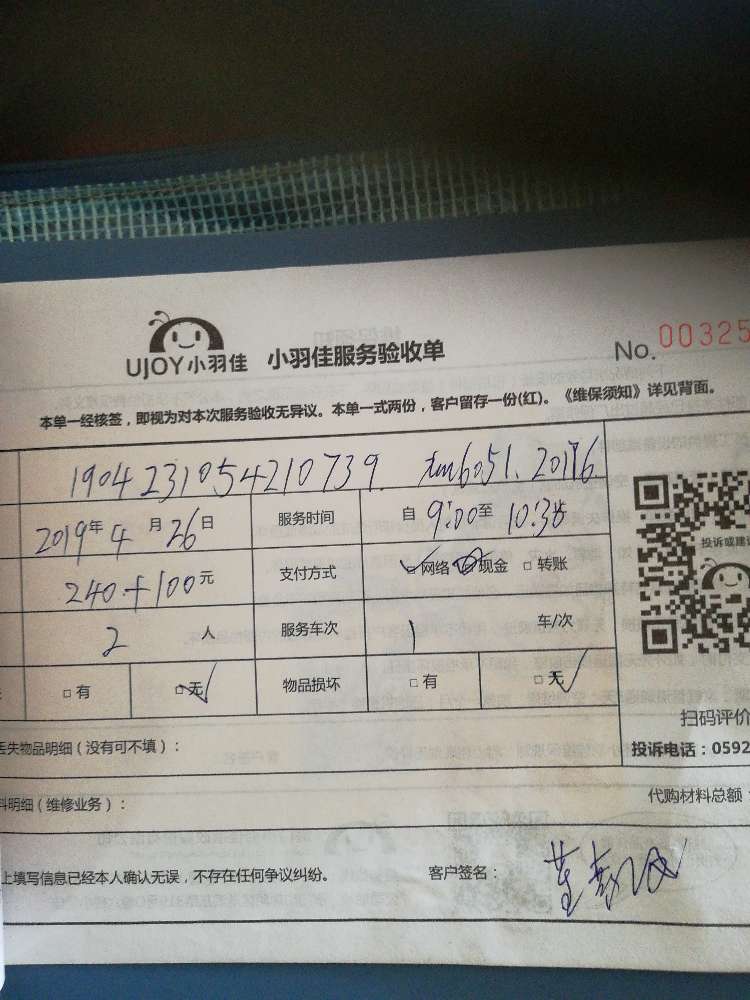 UJOY小羽佳 小羽佳服务验收单 No. 00325
本单一经核签，即视为对本次服务验收无异议。本单一式两份，客户留存一份(红)。《维保须知》详见背面。
1904231054210739.
2019年4月26日 服务时间 自9:00至10:30
240+100元 支付方式 网络 现金 转账
2人 服务车次 1车/次
有 无 物品损坏 有 无
投诉或建
扫码评价
丢失物品明细（没有可不填）： 投诉电话：0592
料明细（维修业务）： 代购材料总额：
上填写信息已经本人确认无误，不存在任何争议纠纷。 客户签名：